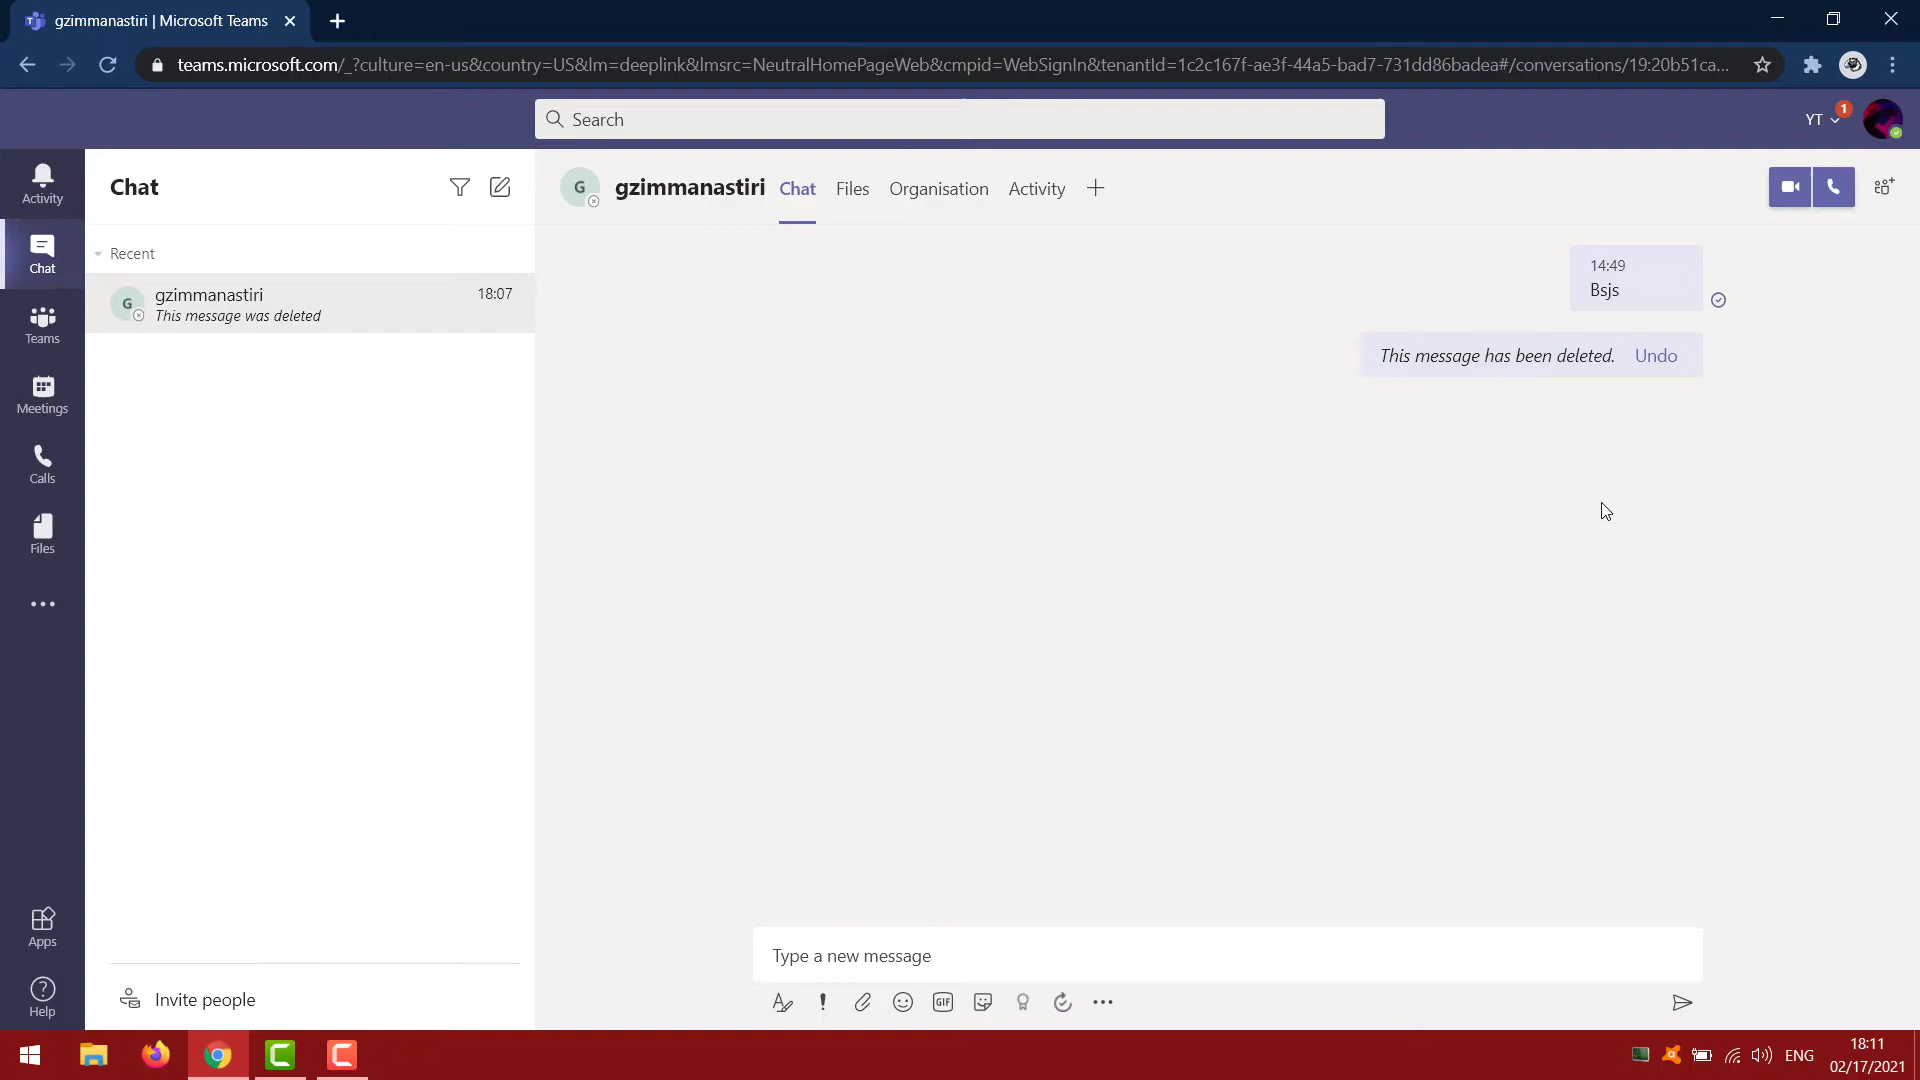 gzimmanastiri | Microsoft Teams
teams.microsoft.com/_?culture=en-us&country=US&lm=deeplink&lmsrc=NeutralHomePageWeb&cmpid=WebSignIn&tenantId=1c2c167f-ae3f-44a5-bad7-731dd86badea#/conversations/19:20b51ca...
Search
YT
1
Activity
Chat
Teams
Meetings
Calls
Files
Apps
Help
Chat
Recent
G
gzimmanastiri
18:07
This message was deleted
Invite people
G
gzimmanastiri
Chat
Files
Organisation
Activity
14:49
Bsjs
This message has been deleted. Undo
Type a new message
GIF
ENG
18:11
02/17/2021